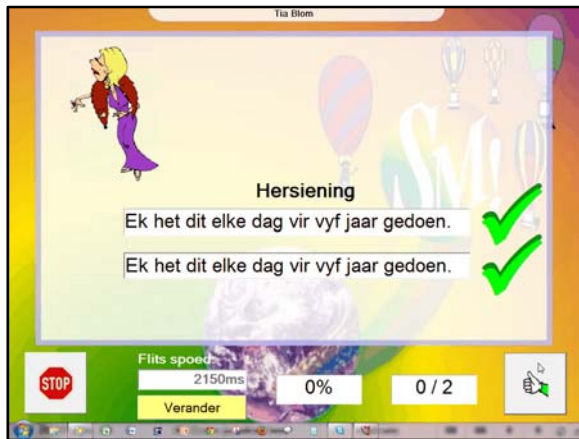 Tia Blom
SM!
Hersiening
Ek het dit elke dag vir vyf jaar gedoen.
Ek het dit elke dag vir vyf jaar gedoen.
STOP
Flits spoed:
2150ms
Verander
0%
0 / 2